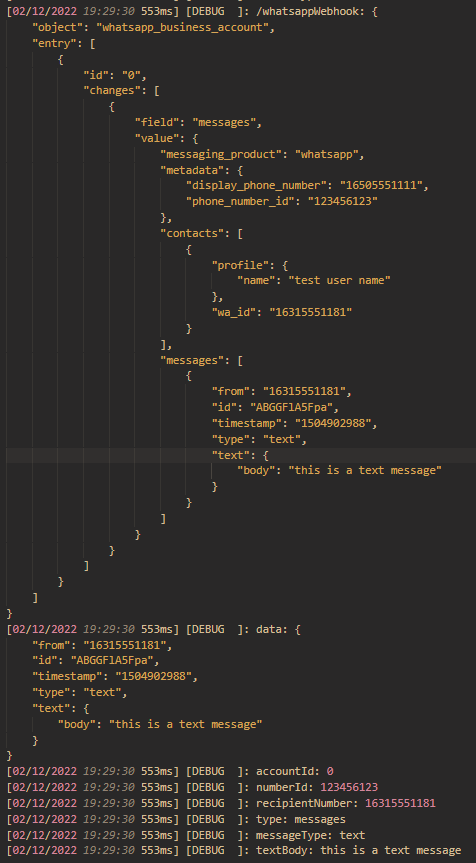 [02/12/2022 19:29:30 553ms] [DEBUG  ]: /whatsappWebhook: {
    "object": "whatsapp_business_account",
    "entry": [
        {
            "id": "0",
            "changes": [
                {
                    "field": "messages",
                    "value": {
                        "messaging_product": "whatsapp",
                        "metadata": {
                            "display_phone_number": "16505551111",
                            "phone_number_id": "123456123"
                        },
                        "contacts": [
                            {
                                "profile": {
                                    "name": "test user name"
                                },
                                "wa_id": "16315551181"
                            }
                        ],
                        "messages": [
                            {
                                "from": "16315551181",
                                "id": "ABGGFlA5Fpa",
                                "timestamp": "1504902988",
                                "type": "text",
                                "text": {
                                    "body": "this is a text message"
                                }
                            }
                        ]
                    }
                }
            ]
        }
    ]
}
[02/12/2022 19:29:30 553ms] [DEBUG  ]: data: {
    "from": "16315551181",
    "id": "ABGGFlA5Fpa",
    "timestamp": "1504902988",
    "type": "text",
    "text": {
        "body": "this is a text message"
    }
}
[02/12/2022 19:29:30 553ms] [DEBUG  ]: accountId: 0
[02/12/2022 19:29:30 553ms] [DEBUG  ]: numberId: 123456123
[02/12/2022 19:29:30 553ms] [DEBUG  ]: recipientNumber: 16315551181
[02/12/2022 19:29:30 553ms] [DEBUG  ]: type: messages
[02/12/2022 19:29:30 553ms] [DEBUG  ]: messageType: text
[02/12/2022 19:29:30 553ms] [DEBUG  ]: textBody: this is a text message